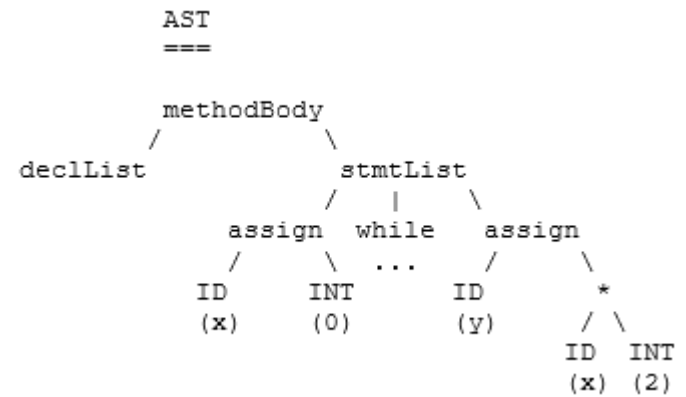 AST
===
methodBody
/ \
declList stmtList
/ | \
assign while assign
/ \ ... / \
ID INT ID *
(x) (0) (y) / \
ID INT
(x) (2)